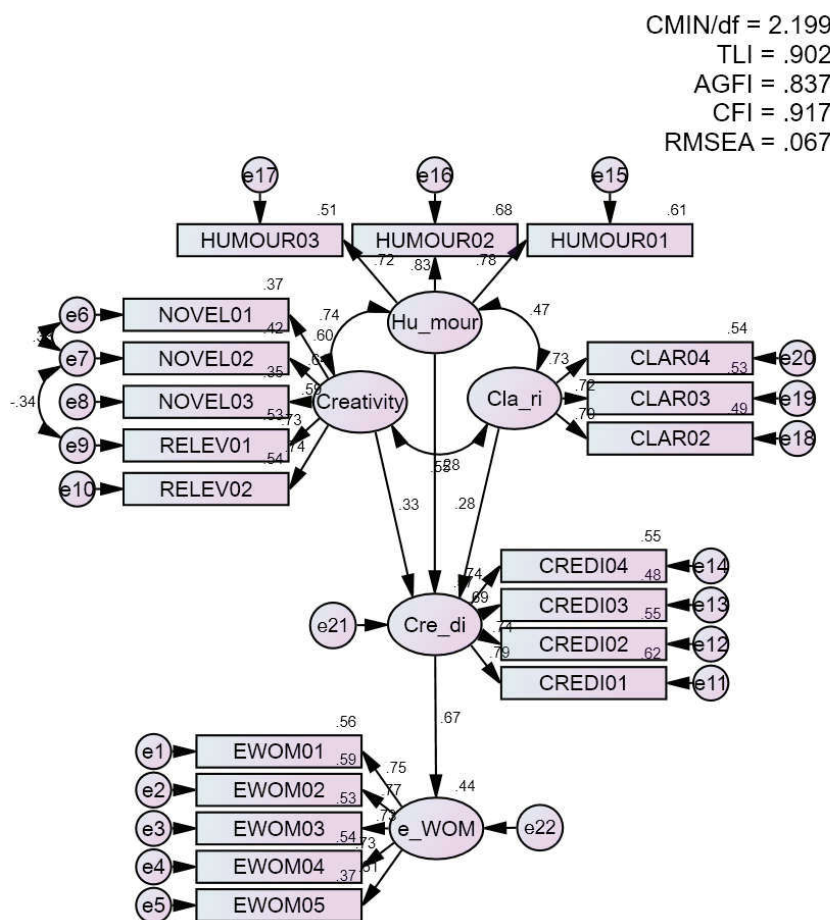 CMIN/df = 2.199
TLI = .902
AGFI = .837
CFI = .917
RMSEA = .067
e17
e16
e15
.51
.68
.61
HUMOUR03
HUMOUR02
HUMOUR01
.72
.83
.78
.37
e6
NOVEL01
.42
.74
.60
Hu_mour
.47
.54
e7
NOVEL02
.35
.73
CLAR04
e20
.53
e8
NOVEL03
.59
.53
Creativity
Cla_ri
.72
CLAR03
e19
.49
-.34
e9
RELEV01
.73
.54
.74
.70
CLAR02
e18
e10
RELEV02
.28
.33
.28
.55
.74
CREDI04
e14
.48
.69
CREDI03
e13
.55
e21
Cre_di
.74
CREDI02
e12
.62
.79
CREDI01
e11
.67
.56
e1
EWOM01
.59
.75
e2
EWOM02
.53
.77
.44
e3
EWOM03
.54
.73
e_WOM
e22
e4
EWOM04
.37
.73
e5
EWOM05